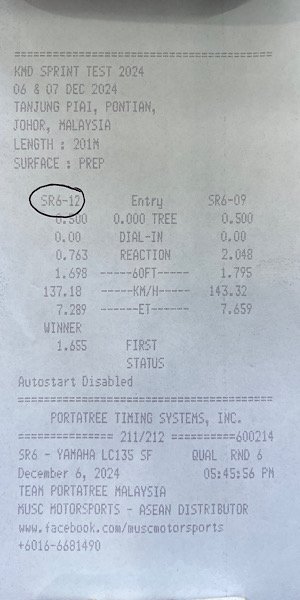 ================================
KMD SPRINT TEST 2024
06 & 07 DEC 2024
TANJUNG PIAI, PONTIAN,
JOHOR, MALAYSIA
LENGTH : 201M
SURFACE : PREP
SR6-12 Entry SR6-09
0.500 0.000 TREE 0.500
0.00 DIAL-IN 0.00
0.763 REACTION 2.048
1.698 -----60FT----- 1.795
137.18 -----KM/H----- 143.32
7.289 ------ET------ 7.659
WINNER
1.655 FIRST
STATUS
Autostart Disabled
================================
PORTATREE TIMING SYSTEMS, INC.
=========== 211/212 ==========600214
SR6 - YAMAHA LC135 SF QUAL RND 6
December 6, 2024 05:45:56 PM
TEAM PORTATREE MALAYSIA
MUSC MOTORSPORTS - ASEAN DISTRIBUTOR
www.facebook.com/muscmotorsports
+6016-6681490